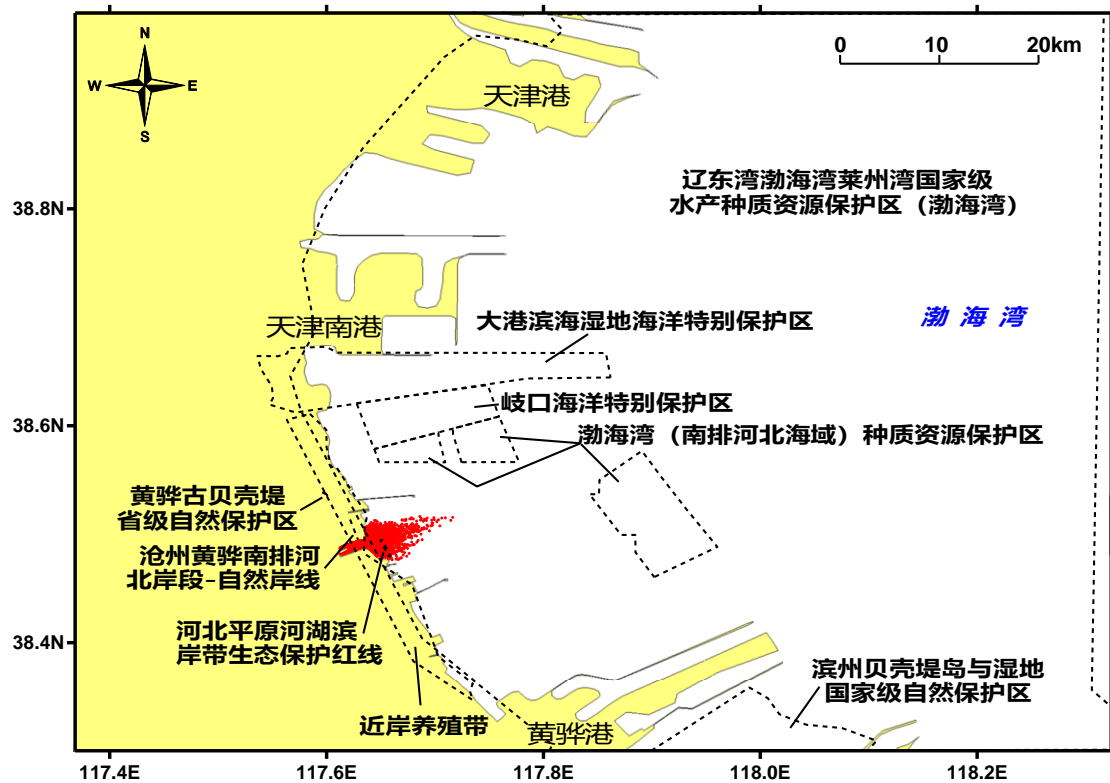 N
W
E
S
0
10
20km
天津港
辽东湾渤海湾莱州湾国家级
水产种质资源保护区（渤海湾）
38.8N
渤 海 湾
天津南港
大港滨海湿地海洋特别保护区
岐口海洋特别保护区
38.6N
渤海湾（南排河北海域）种质资源保护区
黄骅古贝壳堤
省级自然保护区
沧州黄骅南排河
北岸段-自然岸线
河北平原河湖滨
岸带生态保护红线
38.4N
滨州贝壳堤岛与湿地
国家级自然保护区
近岸养殖带
黄骅港
117.4E
117.6E
117.8E
118.0E
118.2E